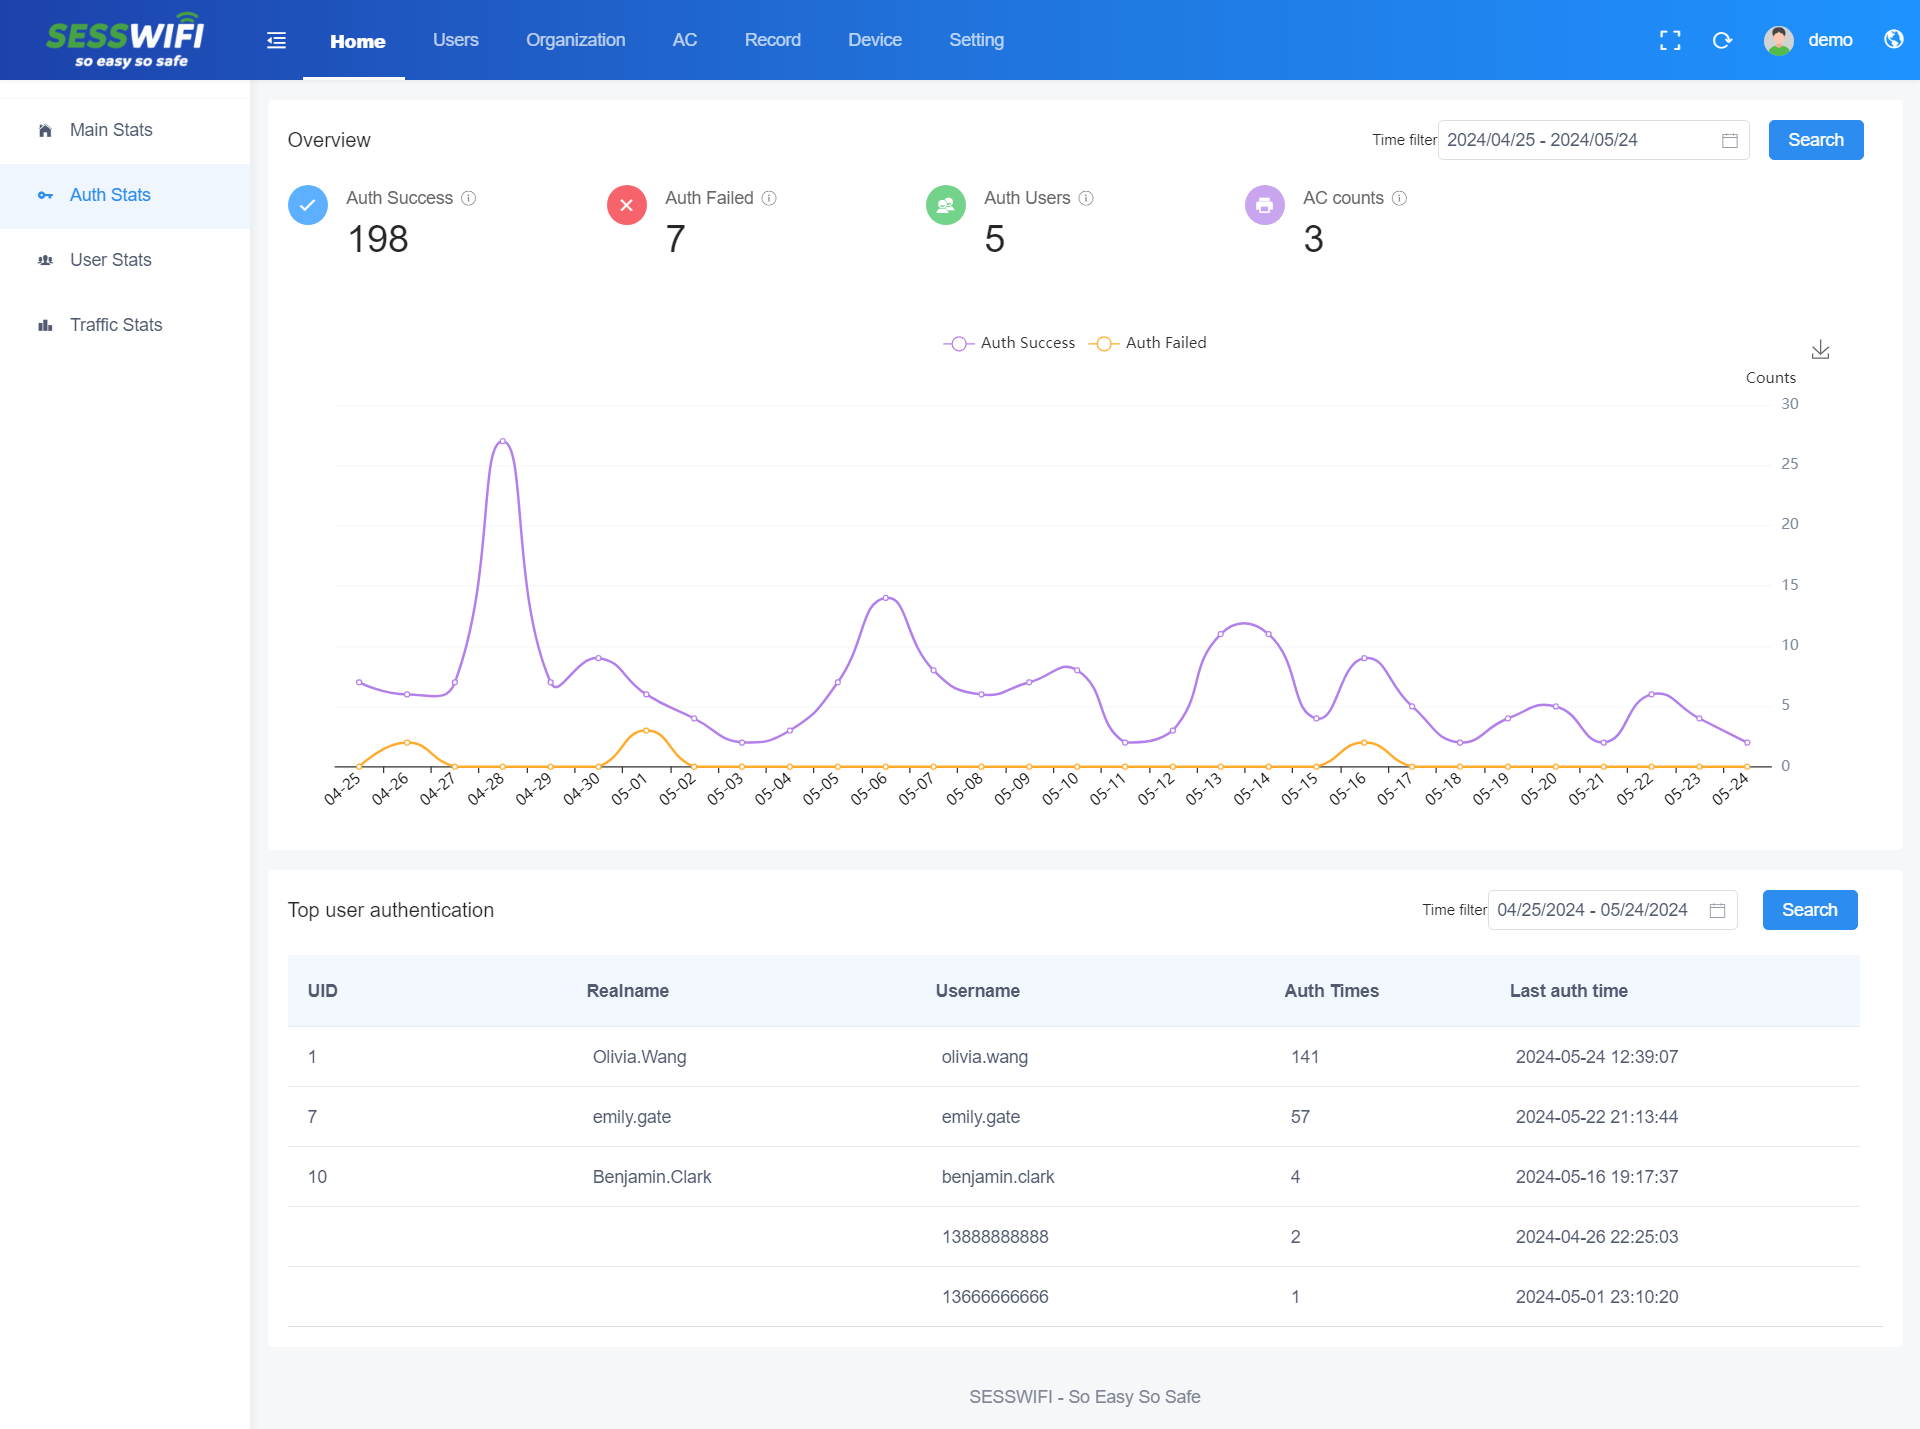 SESSWIFI
so easy so safe
Home Users Organization AC Record Device Setting
demo
Main Stats
Auth Stats
User Stats
Traffic Stats
Overview
Time filter 2024/04/25 - 2024/05/24 Search
Auth Success
198
Auth Failed
7
Auth Users
5
AC counts
3
Auth Success Auth Failed
Counts
30
25
20
15
10
5
0
04-25 04-26 04-27 04-28 04-29 04-30 05-01 05-02 05-03 05-04 05-05 05-06 05-07 05-08 05-09 05-10 05-11 05-12 05-13 05-14 05-15 05-16 05-17 05-18 05-19 05-20 05-21 05-22 05-23 05-24
Top user authentication
Time filter 04/25/2024 - 05/24/2024 Search
UID Realname Username Auth Times Last auth time
1 Olivia.Wang olivia.wang 141 2024-05-24 12:39:07
7 emily.gate emily.gate 57 2024-05-22 21:13:44
10 Benjamin.Clark benjamin.clark 4 2024-05-16 19:17:37
13888888888 2 2024-04-26 22:25:03
13666666666 1 2024-05-01 23:10:20
SESSWIFI - So Easy So Safe